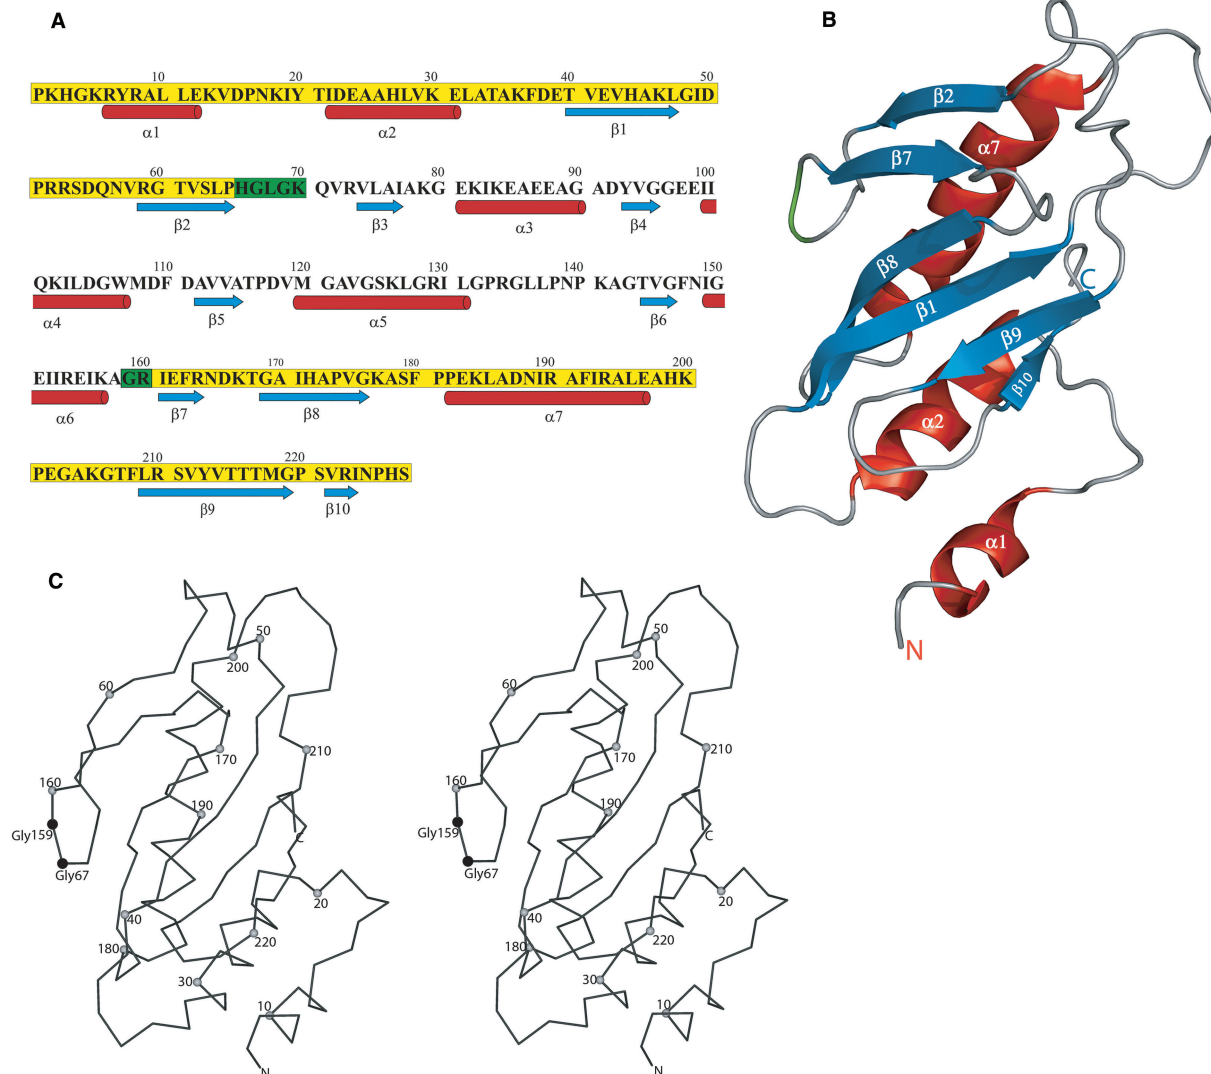 A
10 20 30 40 50
PKHGKRYRAL LEKVDPNKIY TIDEAAHLVK ELATAKFDET VEVHAKLGID
α1 α2 β1
60 70 80 90 100
PRRSDQNVRG TVSLPHGLGK QVRVLAIAKG EKIKEAEEAG ADYVGGEEII
β2 β3 α3 β4
110 120 130 140 150
QKILDGWMDF DAVVATPDVM GAVGSKLGRI LGPRGLLPNP KAGTVGFNIG
α4 β5 α5 β6
160 170 180 190 200
EIIREIKAGR IEFRNDKTGA IHAPVGKASF PPEKLADNIR AFIRALEAHK
α6 β7 β8 α7
210 220
PEGAKGTFLR SVYVTTTMGP SVRINPHS
β9 β10
B
β2
α7
β7
β8
C
β1
β9
β10
α2
α1
N
C
50
200
60
170
210
160
190
Gly159
C
Gly67
20
40
220
180
30
10
N
50
200
60
170
210
160
190
Gly159
C
Gly67
20
40
220
180
30
10
N